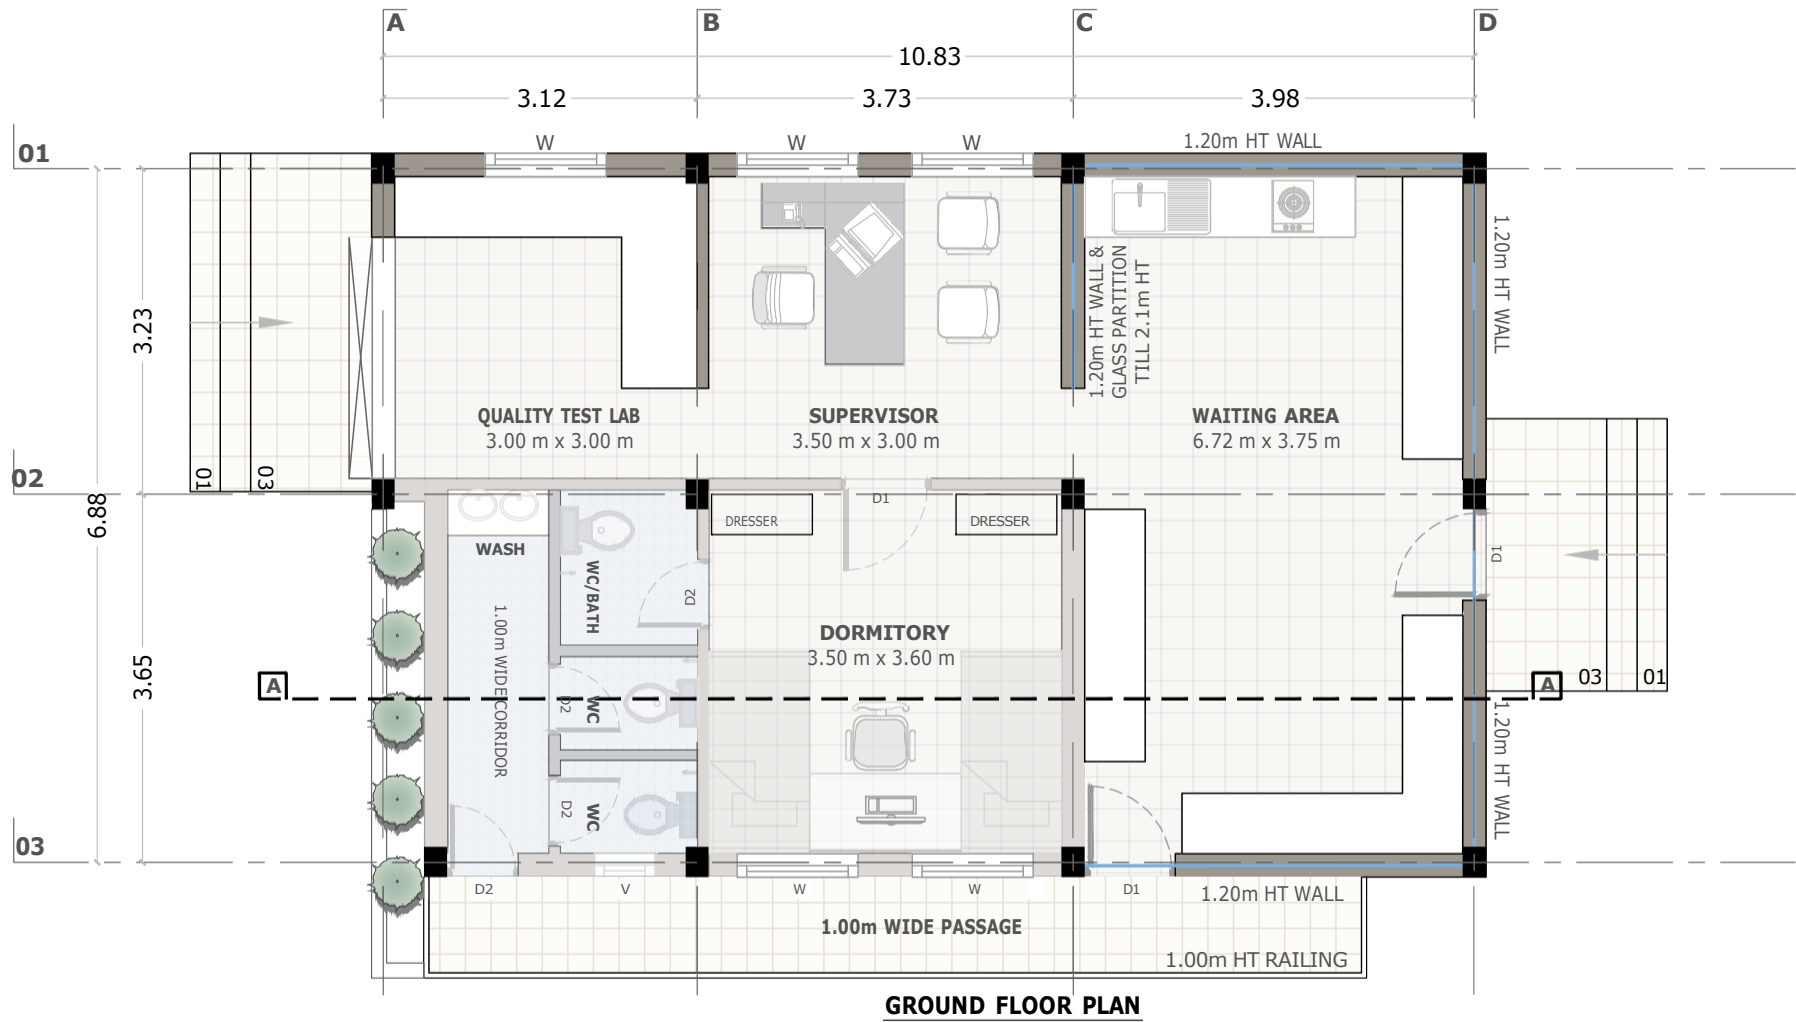 A
B
C
D
10.83
3.12
3.73
3.98
W
W
W
1.20m HT WALL
01
1.20m HT WALL &
GLASS PARTITION
TILL 2.1m HT
1.20m HT WALL
3.23
QUALITY TEST LAB
3.00 m x 3.00 m
SUPERVISOR
3.50 m x 3.00 m
WAITING AREA
6.72 m x 3.75 m
01
03
02
6.88
D1
DRESSER
DRESSER
WASH
WC/BATH
D2
D1
1.00m WIDE CORRIDOR
DORMITORY
3.50 m x 3.60 m
3.65
A
D2
WC
03
01
A
1.20m HT WALL
D2
WC
03
D2
V
W
W
D1
1.20m HT WALL
1.00m WIDE PASSAGE
1.00m HT RAILING
GROUND FLOOR PLAN